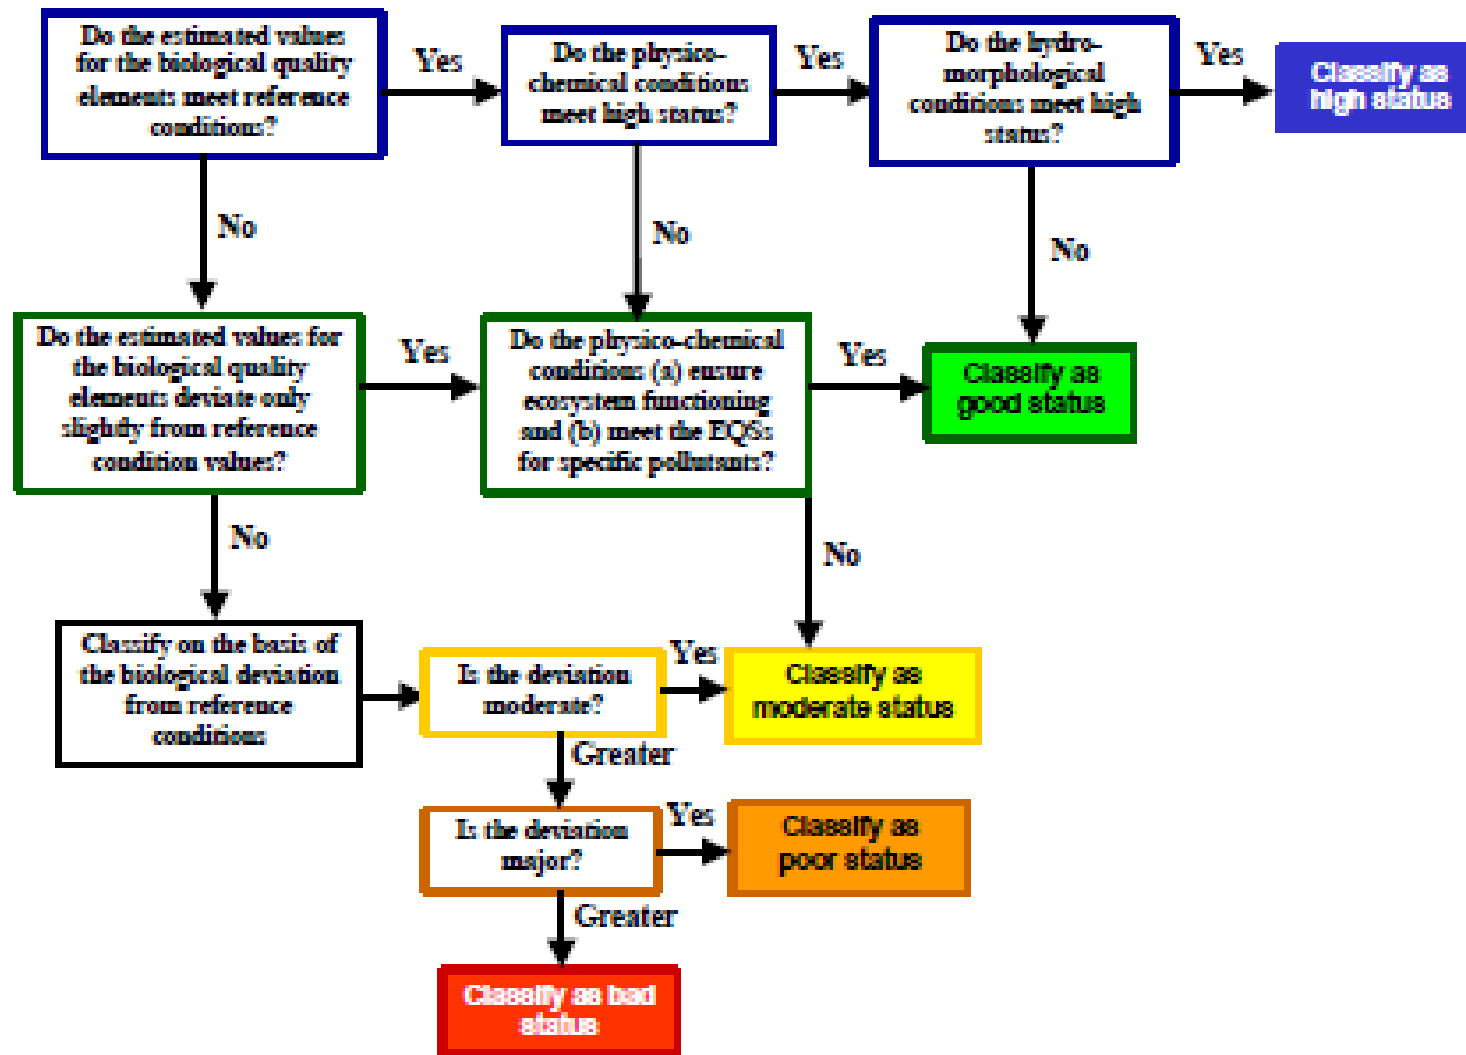 Do the estimated values
for the biological quality
elements meet reference
conditions?
Yes
Do the physico-
chemical conditions
meet high status?
Yes
Do the hydro-
morphological
conditions meet high
status?
Yes
Classify as
high status
No
No
No
Do the estimated values for
the biological quality
elements deviate only
slightly from reference
condition values?
Yes
Do the physico-chemical
conditions (a) ensure
ecosystem functioning
and (b) meet the EQSs
for specific pollutants?
Yes
Classify as
good status
No
No
Classify on the basis of
the biological deviation
from reference
conditions
Is the deviation
moderate?
Yes
Classify as
moderate status
Greater
Is the deviation
major?
Yes
Classify as
poor status
Greater
Classify as bad
status